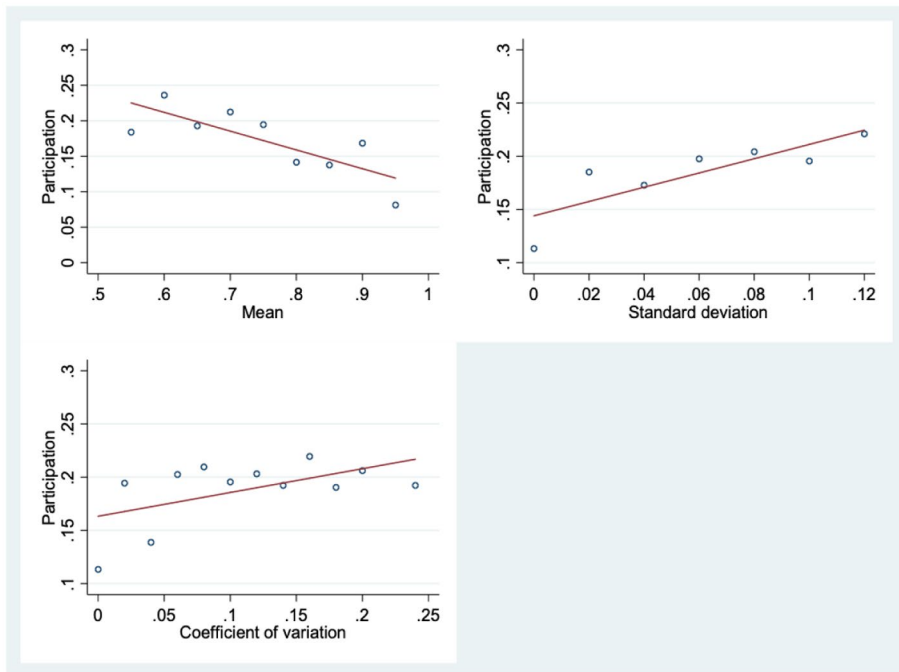 .3
.25
.2
.15
.1
.05
0
Participation
.5 .6 .7 .8 .9 1
Mean
.3
.25
.2
.15
.1
Participation
0 .02 .04 .06 .08 .1 .12
Standard deviation
.3
.25
.2
.15
.1
Participation
0 .05 .1 .15 .2 .25
Coefficient of variation